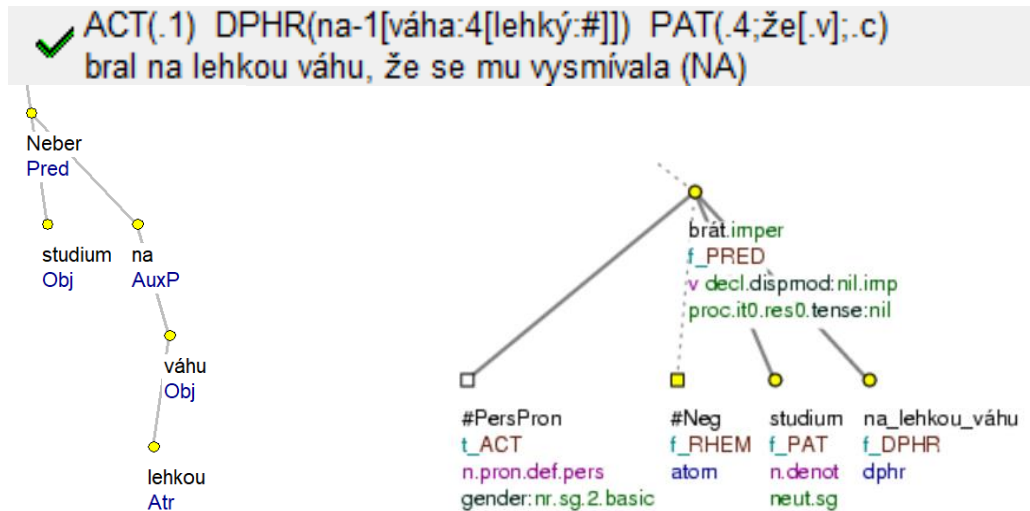 ACT(.1) DPHR(na-1[váha:4[lehký:#]]) PAT(.4;že[.v];.c)
bral na lehkou váhu, že se mu vysmívala (NA)
Neber
Pred
studium na
Obj AuxP
váhu
Obj
lehkou
Atr
brát.imper
f_PRED
v decl.dispmod:nil.imp
proc.it0.res0.tense:nil
#PersPron #Neg studium na_lehkou_váhu
t_ACT f_RHEM f_PAT f_DPHR
n.pron.def.pers atom n.denot dphr
gender:nr.sg.2.basic neut.sg